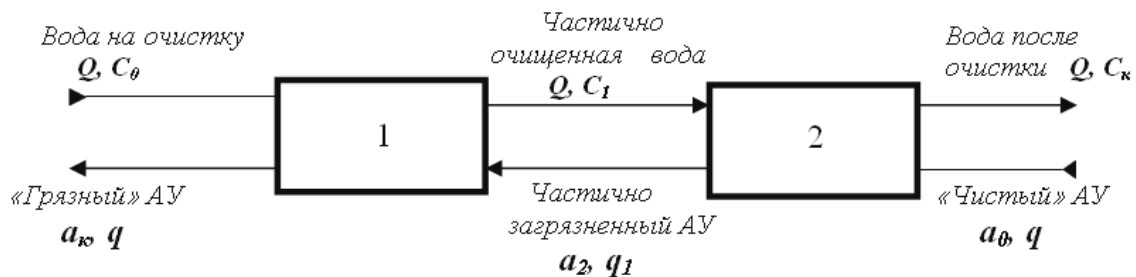 Вода на очистку
Q, C₀
Частично
очищенная вода
Q, C₁
Вода после
очистки Q, Cк
1
2
«Грязный» АУ
aк, q
Частично
загрязненный АУ
a₂, q₁
«Чистый» АУ
a₀, q